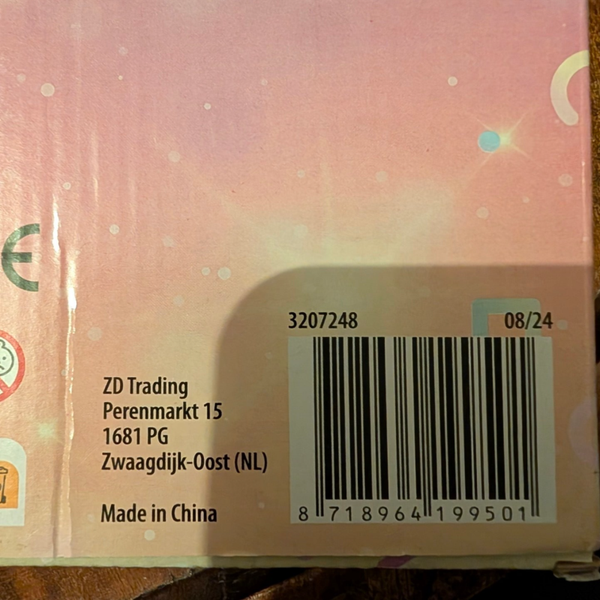 3207248 08/24
ZD Trading
Perenmarkt 15
1681 PG
Zwaagdijk-Oost (NL)
Made in China
8 718964 199501